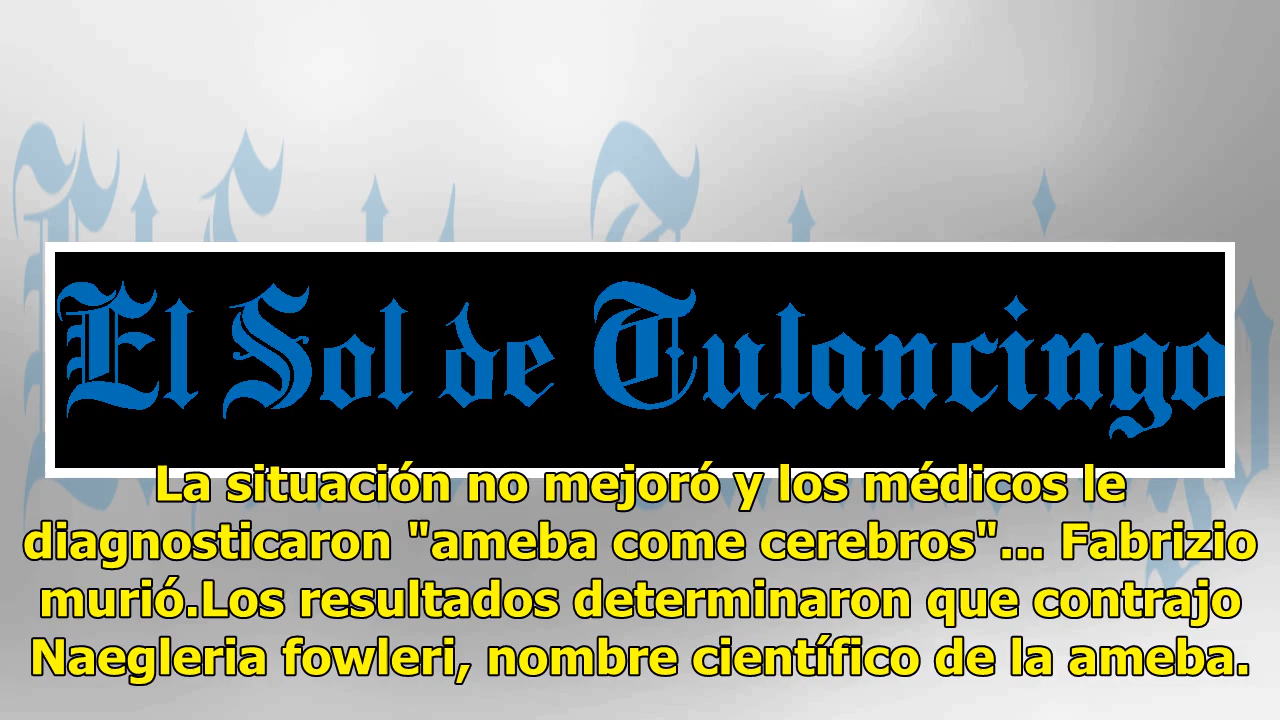 El Sol de Tulancingo
La situación no mejoró y los médicos le
diagnosticaron "ameba come cerebros"... Fabrizio
murió.Los resultados determinaron que contrajo
Naegleria fowleri, nombre científico de la ameba.